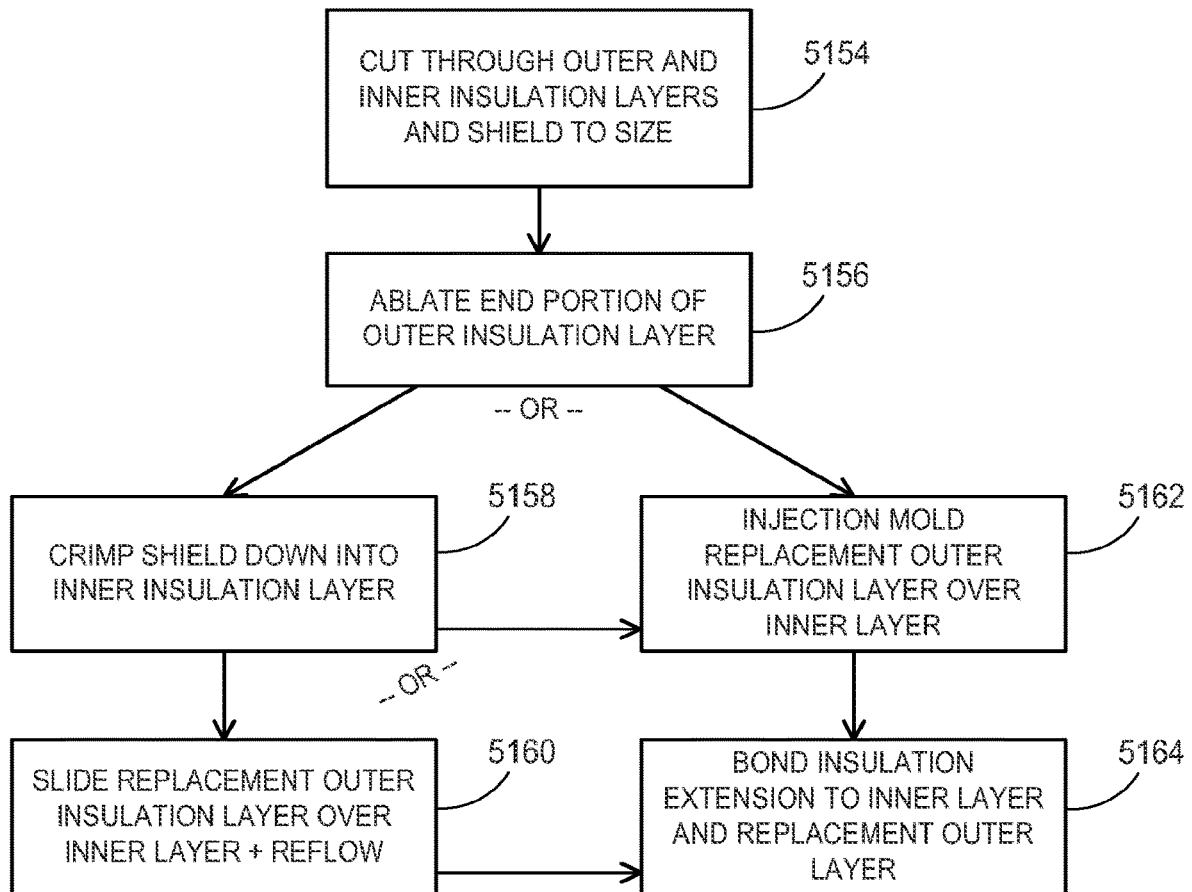 CUT THROUGH OUTER AND
INNER INSULATION LAYERS
AND SHIELD TO SIZE
5154
ABLATE END PORTION OF
OUTER INSULATION LAYER
5156
-- OR --
CRIMP SHIELD DOWN INTO
INNER INSULATION LAYER
5158
INJECTION MOLD
REPLACEMENT OUTER
INSULATION LAYER OVER
INNER LAYER
5162
-- OR --
SLIDE REPLACEMENT OUTER
INSULATION LAYER OVER
INNER LAYER + REFLOW
5160
BOND INSULATION
EXTENSION TO INNER LAYER
AND REPLACEMENT OUTER
LAYER
5164